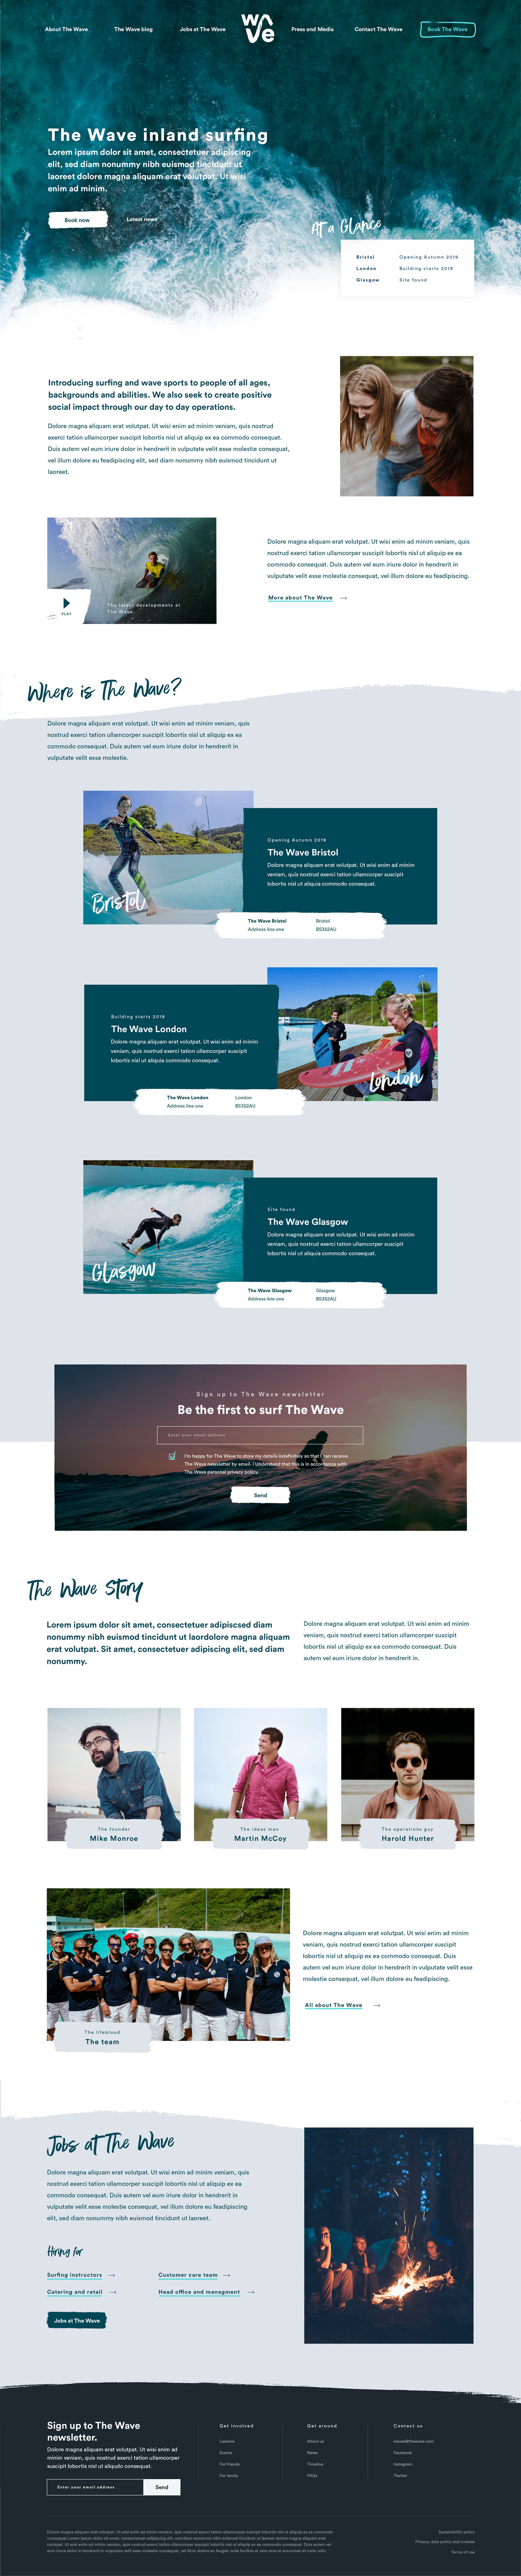 About The Wave
The Wave blog
Jobs at The Wave
wave
Press and Media
Contact The Wave
Book The Wave
The Wave inland surfing
Lorem ipsum dolor sit amet, consectetuer adipiscing
elit, sed diam nonummy nibh euismod tincidunt ut
laoreet dolore magna aliquam erat volutpat. Ut wisi
enim ad minim.
Book now
Latest news
At a Glance
Bristol Opening Autumn 2019
London Building starts 2019
Glasgow Site found
Introducing surfing and wave sports to people of all ages,
backgrounds and abilities. We also seek to create positive
social impact through our day to day operations.
Dolore magna aliquam erat volutpat. Ut wisi enim ad minim veniam, quis nostrud
exerci tation ullamcorper suscipit lobortis nisl ut aliquip ex ea commodo consequat.
Duis autem vel eum iriure dolor in hendrerit in vulputate velit esse molestie consequat,
vel illum dolore eu feadiipiscing elit, sed diam nonummy nibh euismod tincidunt ut
laoreet.
PLAY
The latest developments at
The Wave
Dolore magna aliquam erat volutpat. Ut wisi enim ad minim veniam, quis
nostrud exerci tation ullamcorper suscipit lobortis nisl ut aliquip ex ea
commodo consequat. Duis autem vel eum iriure dolor in hendrerit in
vulputate velit esse molestie consequat, vel illum dolore eu feadipiscing.
More about The Wave →
Where is The Wave?
Dolore magna aliquam erat volutpat. Ut wisi enim ad minim veniam, quis
nostrud exerci tation ullamcorper suscipit lobortis nisl ut aliquip ex ea
commodo consequat. Duis autem vel eum iriure dolor in hendrerit in
vulputate velit esse molestie.
Bristol
Opening Autumn 2019
The Wave Bristol
Dolore magna aliquam erat volutpat. Ut wisi enim ad minim
veniam, quis nostrud exerci tation ullamcorper suscipit
lobortis nisl ut aliquia commodo consequat.
The Wave Bristol Bristol
Address line one BS352AU
Building starts 2019
The Wave London
Dolore magna aliquam erat volutpat. Ut wisi enim ad minim
veniam, quis nostrud exerci tation ullamcorper suscipit
lobortis nisl ut aliquia commodo consequat.
London
The Wave London London
Address line one BS352AU
Glasgow
Site found
The Wave Glasgow
Dolore magna aliquam erat volutpat. Ut wisi enim ad minim
veniam, quis nostrud exerci tation ullamcorper suscipit
lobortis nisl ut aliquia commodo consequat.
The Wave Glasgow Glasgow
Address line one BS352AU
Sign up to The Wave newsletter
Be the first to surf The Wave
Enter your email address
I'm happy for The Wave to store my details indefinitely so that I can receive
The Wave newsletter by email. I Understand that this is in accordance with
The Wave personal privacy policy.
Send
The Wave Story
Lorem ipsum dolor sit amet, consectetuer adipiscsed diam
nonummy nibh euismod tincidunt ut laordolore magna aliquam
erat volutpat. Sit amet, consectetuer adipiscing elit, sed diam
nonummy.
Dolore magna aliquam erat volutpat. Ut wisi enim ad minim
veniam, quis nostrud exerci tation ullamcorper suscipit
lobortis nisl ut aliquip ex ea commodo consequat. Duis
autem vel eum iriure dolor in hendrerit in.
The founder
Mike Monroe
The ideas man
Martin McCoy
The operations guy
Harold Hunter
The lifeblood
The team
Dolore magna aliquam erat volutpat. Ut wisi enim ad minim
veniam, quis nostrud exerci tation ullamcorper suscipit
lobortis nisl ut aliquip ex ea commodo consequat. Duis
autem vel eum iriure dolor in hendrerit in vulputate velit esse
molestie consequat, vel illum dolore eu feadipiscing.
All about The Wave →
Jobs at The Wave
Dolore magna aliquam erat volutpat. Ut wisi enim ad minim veniam, quis
nostrud exerci tation ullamcorper suscipit lobortis nisl ut aliquip ex ea
commodo consequat. Duis autem vel eum iriure dolor in hendrerit in
vulputate velit esse molestie consequat, vel illum dolore eu feadipiscing
elit, sed diam nonummy nibh euismod tincidunt ut laoreet.
Hiring for
Surfing instructors →
Customer care team →
Catering and retail →
Head office and managment →
Jobs at The Wave
Sign up to The Wave
newsletter.
Dolore magna aliquam erat volutpat. Ut wisi enim ad
minim veniam, quis nostrud exerci tation ullamcorper
suscipit lobortis nisl ut aliqudo consequat.
Enter your email address
Send
Get involved
Lessons
Events
For friends
For family
Get around
About us
News
Timeline
FAQs
Contact us
waves@thewave.com
Facebook
Instagram
Twitter
Sustainability policy
Privacy, data policy and cookies
Terms of use